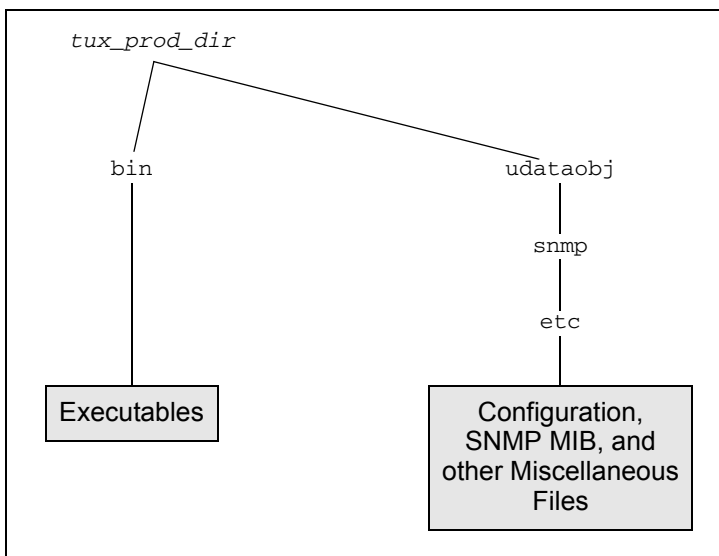 tux_prod_dir
bin
udataobj
snmp
etc
Executables
Configuration,
SNMP MIB, and
other Miscellaneous
Files